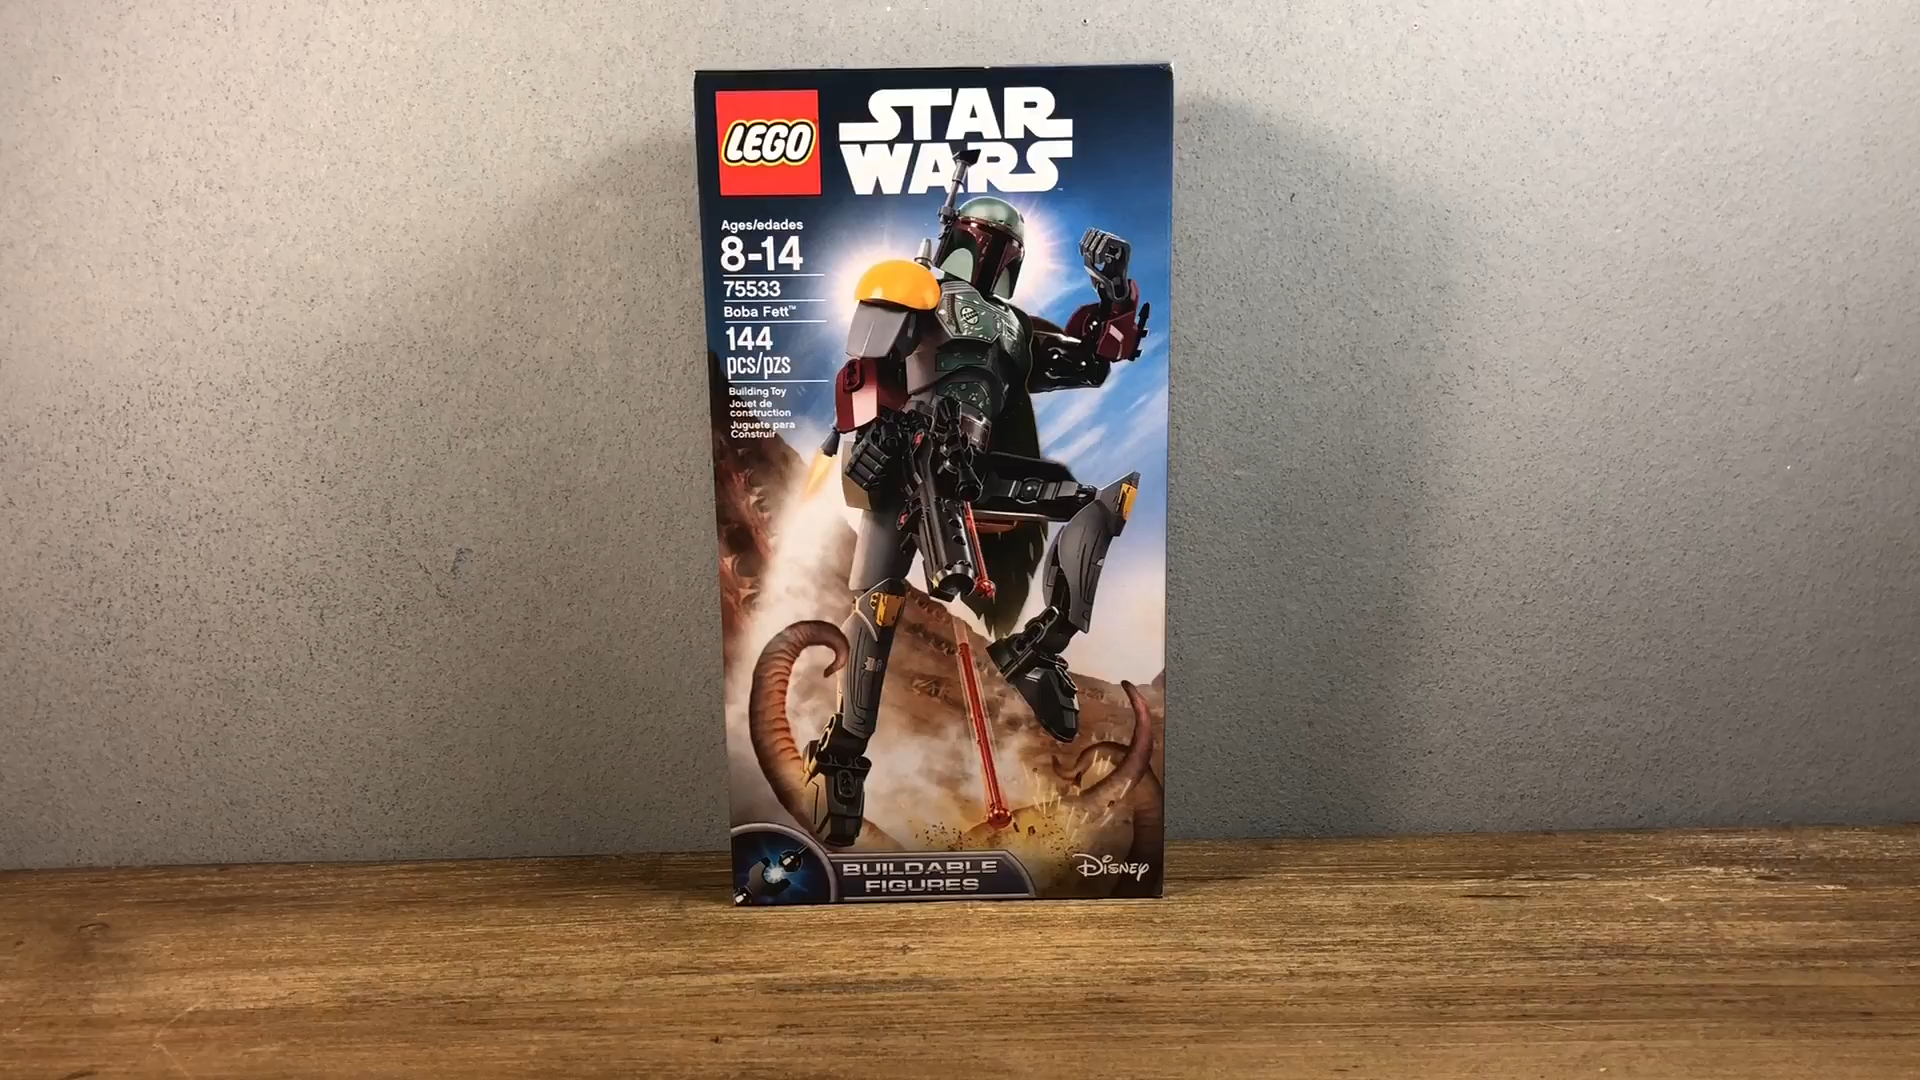 LEGO
STAR
WARS
Ages/edades
8-14
75533
Boba Fett™
144
pcs/pzs
Building Toy
Jouet de
construction
Juguete para
Construir
BUILDABLE
FIGURES
Disney